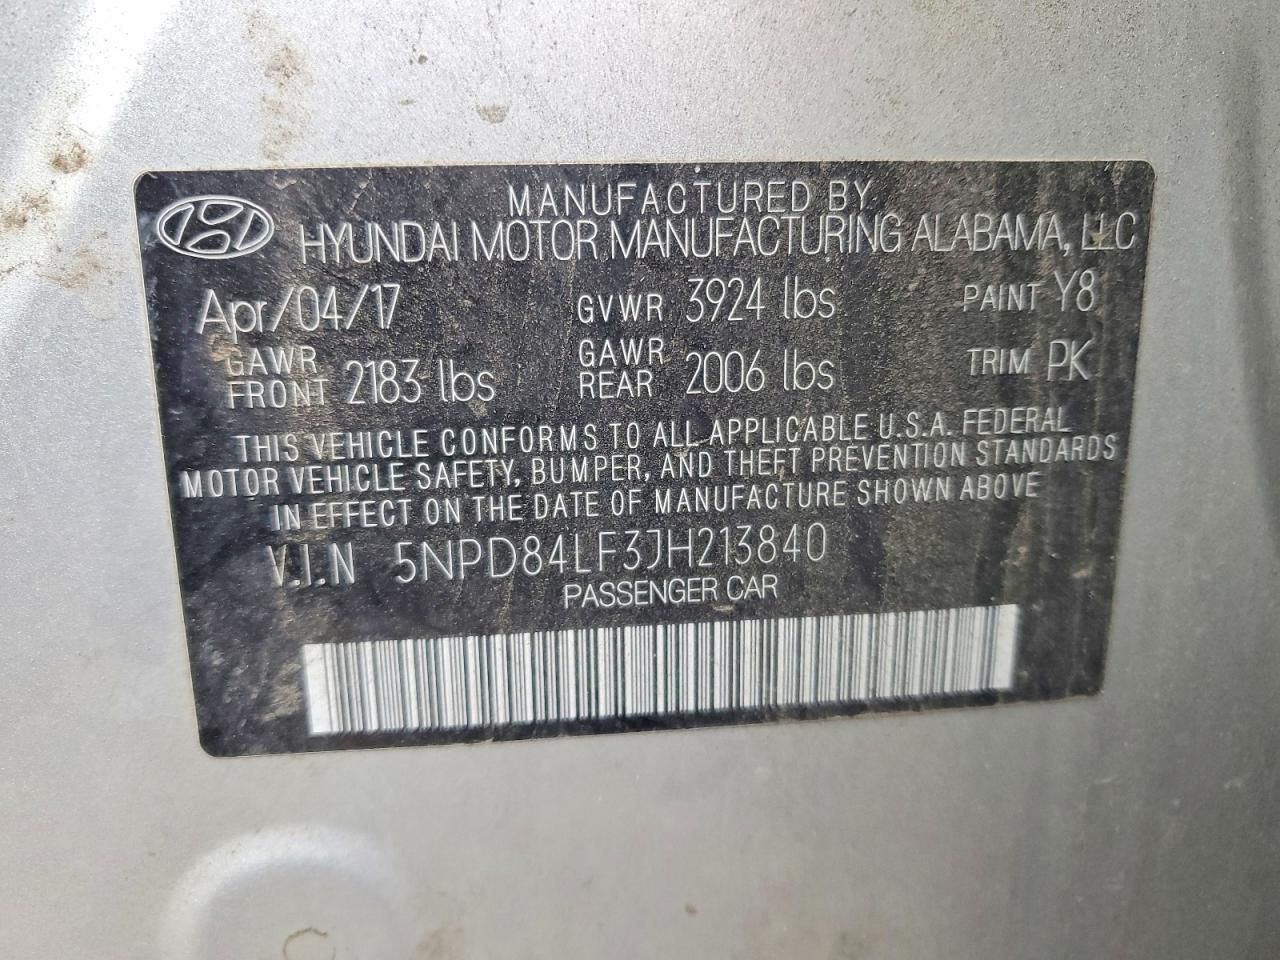 MANUFACTURED BY
HYUNDAI MOTOR MANUFACTURING ALABAMA, LLC
Apr/04/17 GVWR 3924 lbs PAINT Y8
GAWR FRONT 2183 lbs GAWR REAR 2006 lbs TRIM PK
THIS VEHICLE CONFORMS TO ALL APPLICABLE U.S.A. FEDERAL
MOTOR VEHICLE SAFETY, BUMPER, AND THEFT PREVENTION STANDARDS
IN EFFECT ON THE DATE OF MANUFACTURE SHOWN ABOVE
V.I.N 5NPD84LF3JH213840
PASSENGER CAR